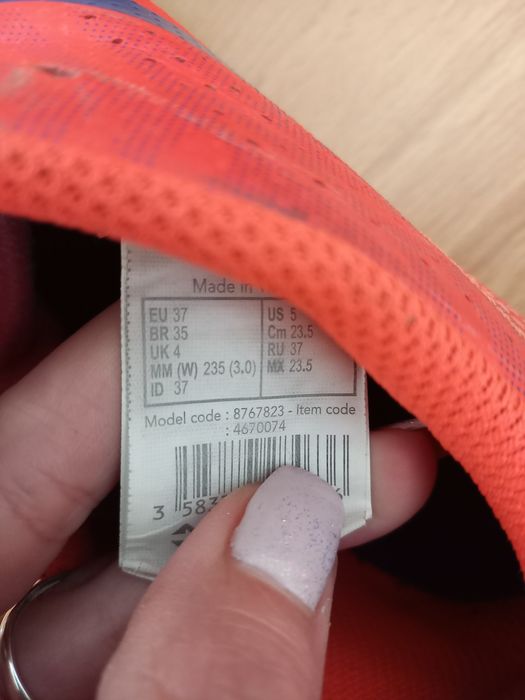 Made in
EU 37 US 5
BR 35 Cm 23.5
UK 4 RU 37
MM (W) 235 (3.0) MX 23.5
ID 37
Model code : 8767823 - Item code
: 4670074
3 583